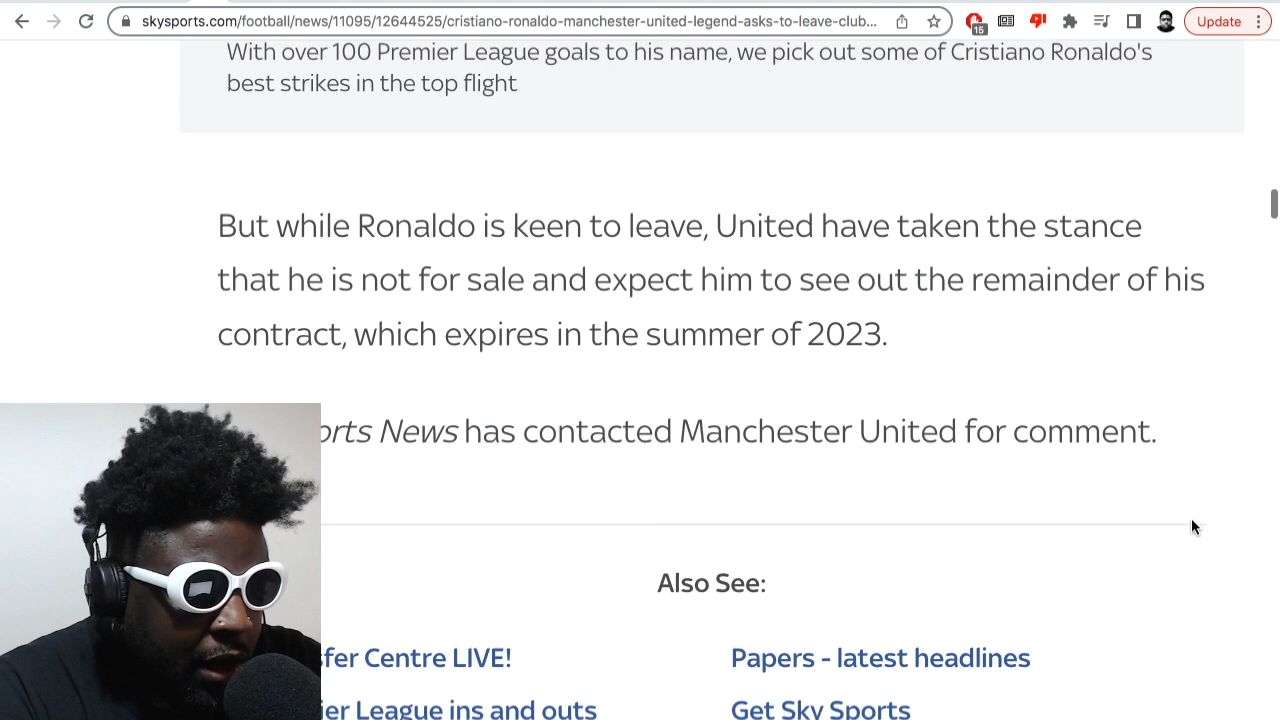 skysports.com/football/news/11095/12644525/cristiano-ronaldo-manchester-united-legend-asks-to-leave-club...
15
Update
With over 100 Premier League goals to his name, we pick out some of Cristiano Ronaldo's
best strikes in the top flight
But while Ronaldo is keen to leave, United have taken the stance
that he is not for sale and expect him to see out the remainder of his
contract, which expires in the summer of 2023.
orts News has contacted Manchester United for comment.
Also See:
sfer Centre LIVE!
Papers - latest headlines
ier League ins and outs
Get Sky Sports